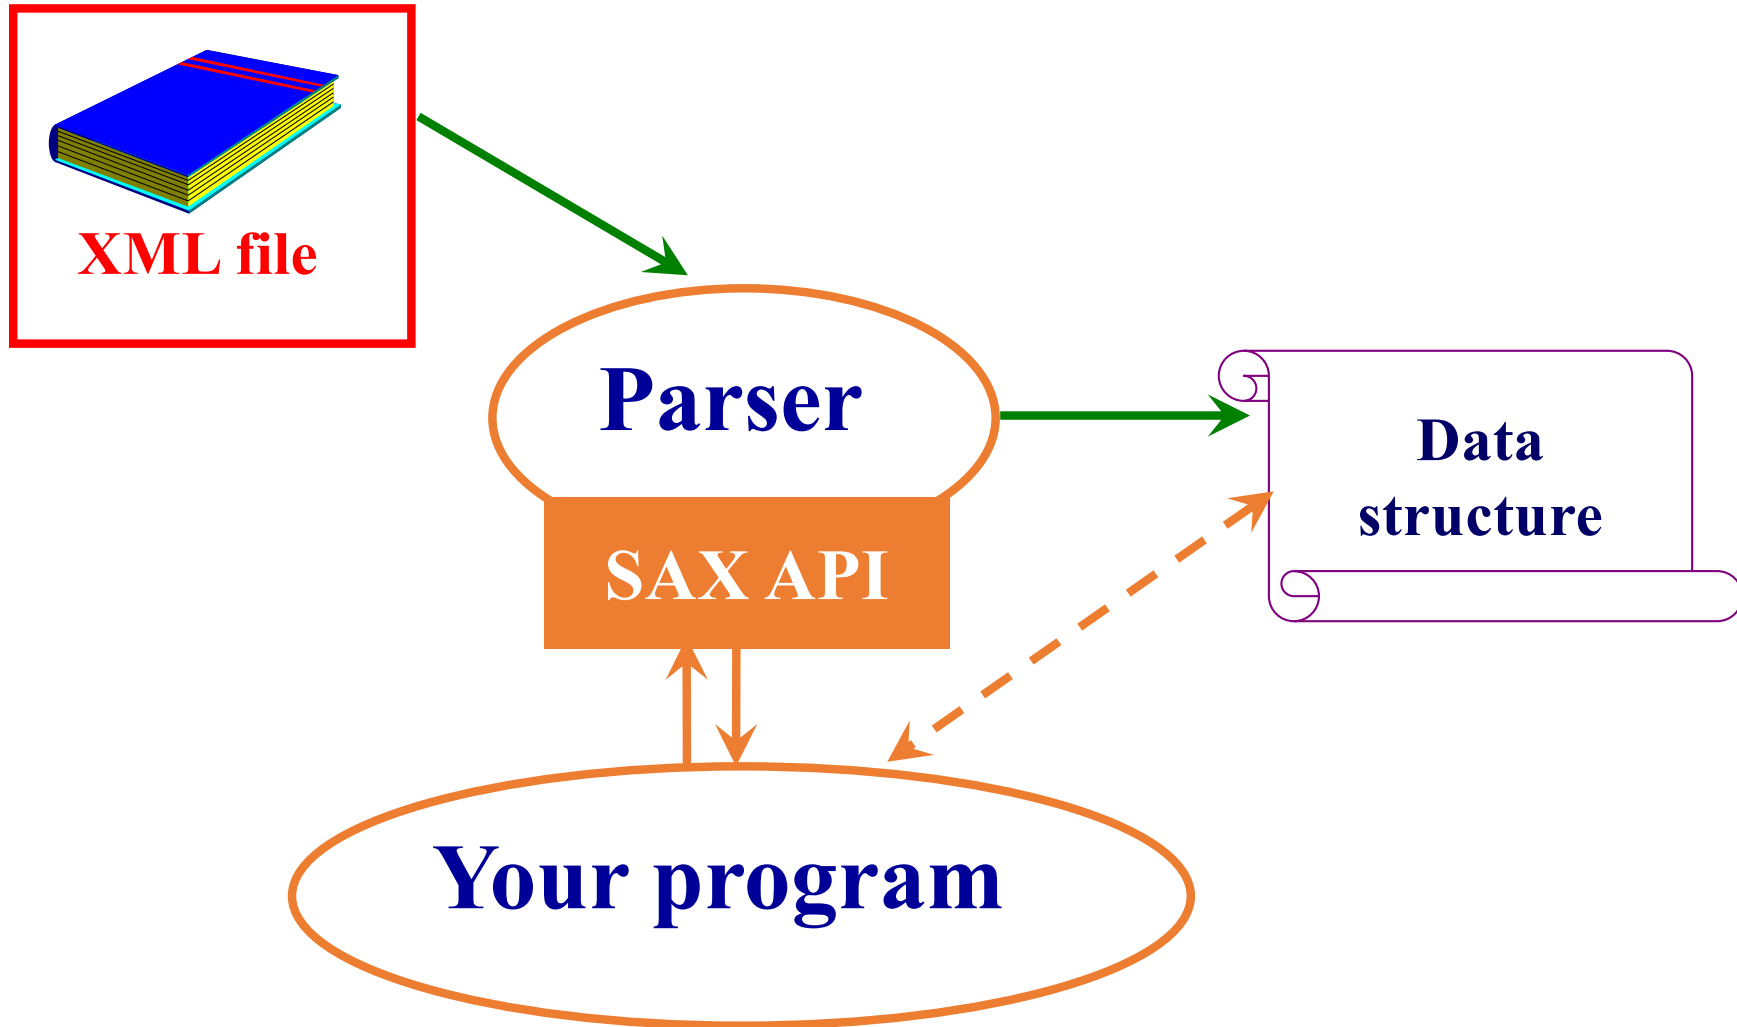 XML file
Parser
Data
structure
SAX API
Your program